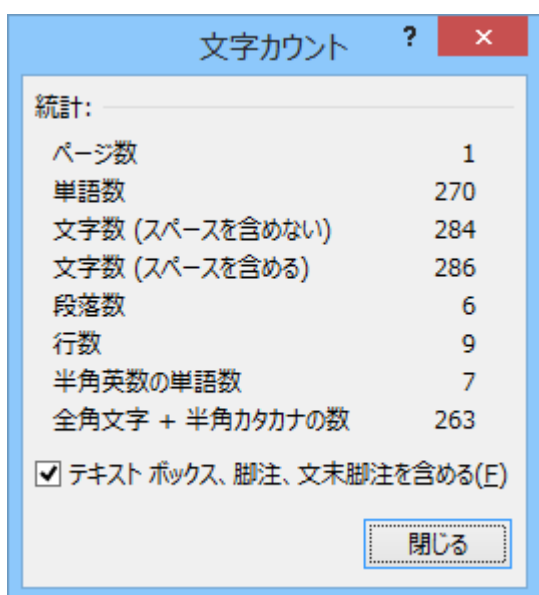 文字カウント ? ×
統計:
ページ数 1
単語数 270
文字数 (スペースを含めない) 284
文字数 (スペースを含める) 286
段落数 6
行数 9
半角英数の単語数 7
全角文字 + 半角カタカナの数 263
テキスト ボックス、脚注、文末脚注を含める(F)
閉じる